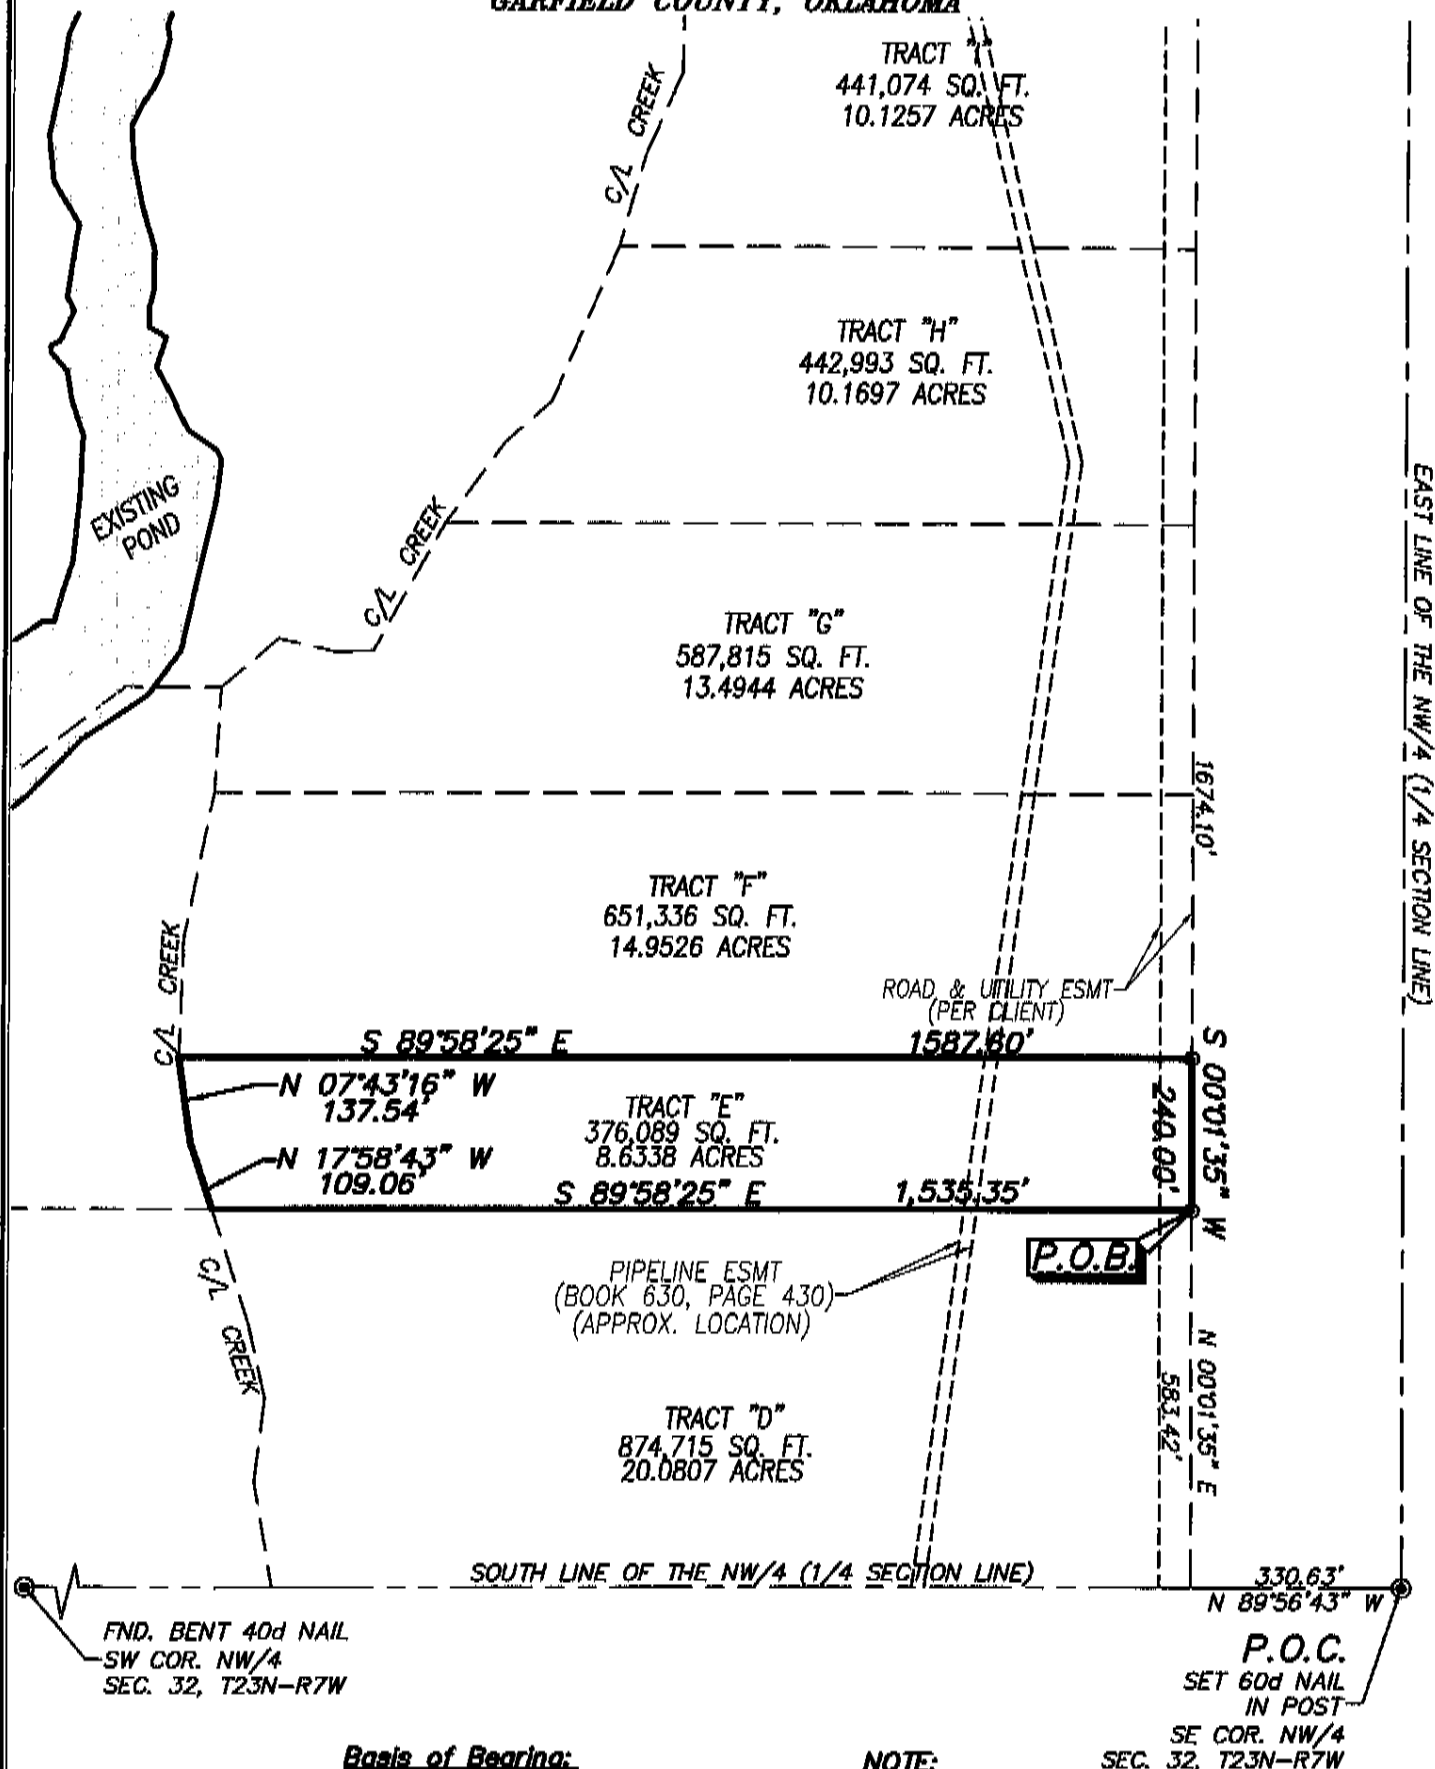 GARFIELD COUNTY, OKLAHOMA
TRACT "I"
441,074 SQ. FT.
10.1257 ACRES
C/L CREEK
TRACT "H"
442,993 SQ. FT.
10.1697 ACRES
EXISTING
POND
C/L CREEK
EAST LINE OF THE NW/4 (1/4 SECTION LINE)
TRACT "G"
587,815 SQ. FT.
13.4944 ACRES
1674.10'
TRACT "F"
651,336 SQ. FT.
14.9526 ACRES
C/L CREEK
ROAD & UTILITY ESMT
(PER CLIENT)
S 89°58'25" E 1587.60'
S 00°01'35" W
240.00'
N 07°43'16" W
137.54'
TRACT "E"
376,089 SQ. FT.
8.6338 ACRES
N 17°58'43" W
109.06'
S 89°58'25" E 1,535.35'
P.O.B.
C/L CREEK
PIPELINE ESMT
(BOOK 630, PAGE 430)
(APPROX. LOCATION)
N 00°01'35" E
583.42'
TRACT "D"
874,715 SQ. FT.
20.0807 ACRES
SOUTH LINE OF THE NW/4 (1/4 SECTION LINE)
330.63'
N 89°56'43" W
FND. BENT 40d NAIL
SW COR. NW/4
SEC. 32, T23N-R7W
P.O.C.
SET 60d NAIL
IN POST
SE COR. NW/4
SEC. 32, T23N-R7W
Basis of Bearing:
NOTE: